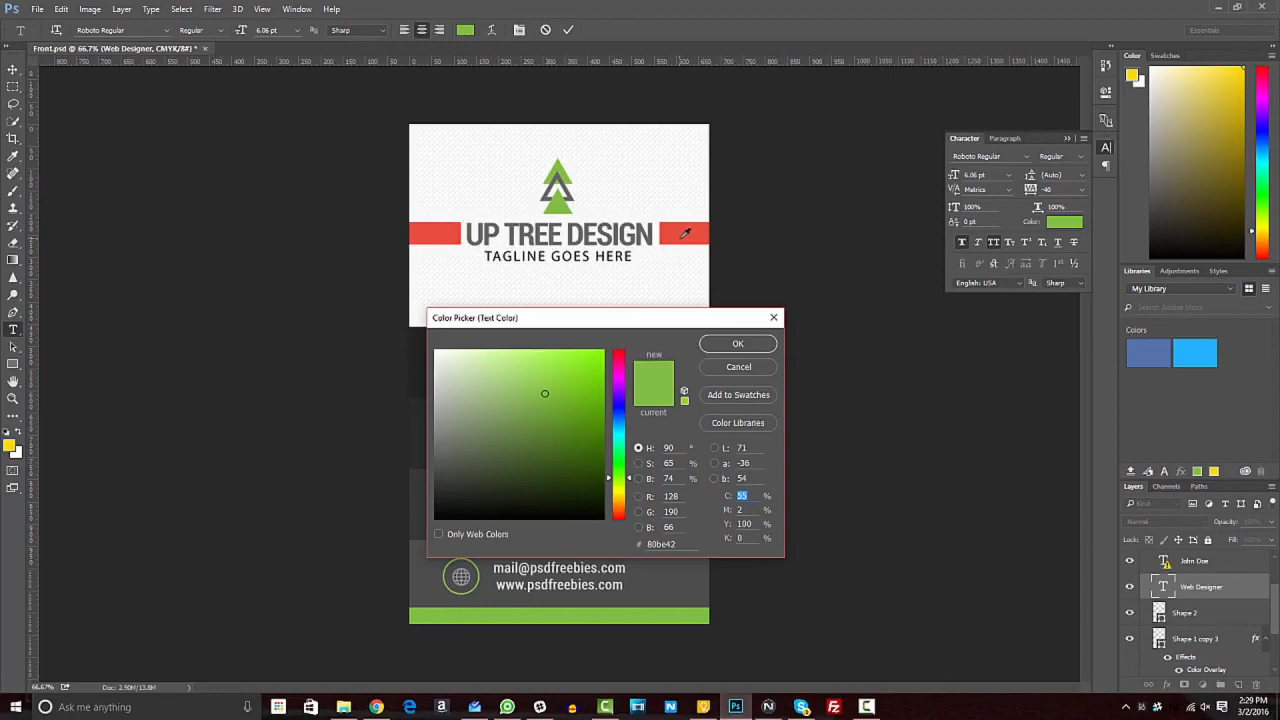 Ps File Edit Image Layer Type Select Filter 3D View Window Help
T Roboto Regular Regular 6.06 pt Sharp Essentials
Front.psd @ 66.7% (Web Designer, CMYK/8#) * ×
Color Swatches
Character Paragraph
Roboto Regular Regular
6.06 pt (Auto)
Metrics -40
100% 100%
0 pt Color:
English: USA Sharp
UP TREE DESIGN
TAGLINE GOES HERE
Libraries Adjustments Styles
My Library
Search Adobe Stock
Colors
Color Picker (Text Color)
new
current
OK
Cancel
Add to Swatches
Color Libraries
H: 90 ° L: 71
S: 65 % a: -36
B: 74 % b: 54
R: 128 C: 55 %
G: 190 M: 2 %
B: 66 Y: 100 %
# 80be42 K: 0 %
Only Web Colors
mail@psdfreebies.com
www.psdfreebies.com
Layers Channels Paths
Kind
Normal Opacity:
Lock: Fill:
John Doe
Web Designer
Shape 2
Shape 1 copy 3 fx
Effects
Color Overlay
66.67% Doc: 2.90M/13.8M
Ask me anything
2:29 PM
3/2/2016